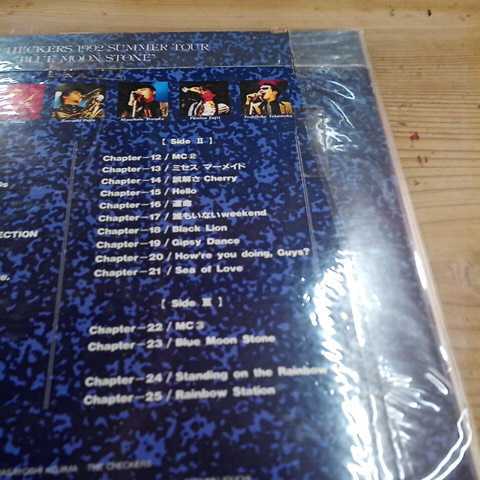 CHECKERS 1992 SUMMER TOUR
"BLUE MOON STONE"
[ Side II ]
Chapter-12 / MC 2
Chapter-13 / ミセス マーメイド
Chapter-14 / 誤解さ Cherry
Chapter-15 / Hello
Chapter-16 / 運命
Chapter-17 / 誰もいないweekend
Chapter-18 / Black Lion
Chapter-19 / Gipsy Dance
Chapter-20 / How're you doing, Guys?
Chapter-21 / Sea of Love
ECTION
[ Side III ]
Chapter-22 / MC 3
Chapter-23 / Blue Moon Stone
Chapter-24 / Standing on the Rainbow
Chapter-25 / Rainbow Station
THE CHECKERS